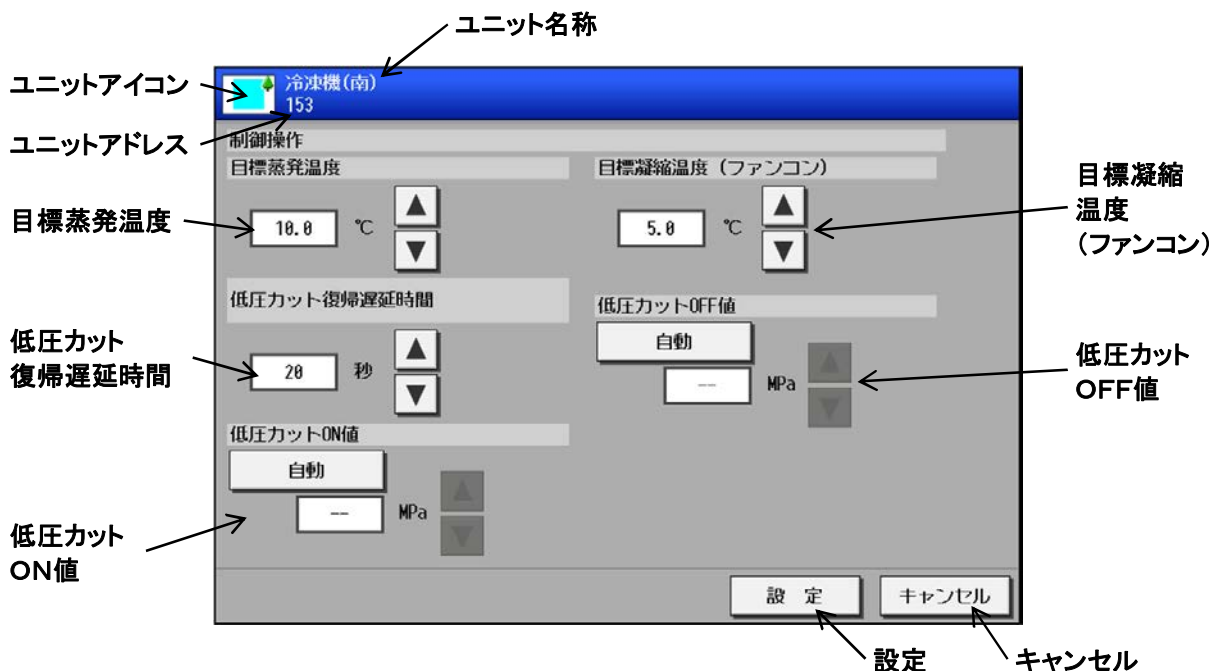 ユニット名称
ユニットアイコン
冷凍機(南)
153
ユニットアドレス
制御操作
目標蒸発温度
目標凝縮温度 (ファンコン)
目標蒸発温度
10.0 ℃ ▲
▼
5.0 ℃ ▲
▼
目標凝縮
温度
(ファンコン)
低圧カット復帰遅延時間
低圧カットOFF値
低圧カット
復帰遅延時間
20 秒 ▲
▼
自動
-- MPa ▲
▼
低圧カット
OFF値
低圧カットON値
自動
-- MPa ▲
▼
低圧カット
ON値
設 定
キャンセル
設定
キャンセル